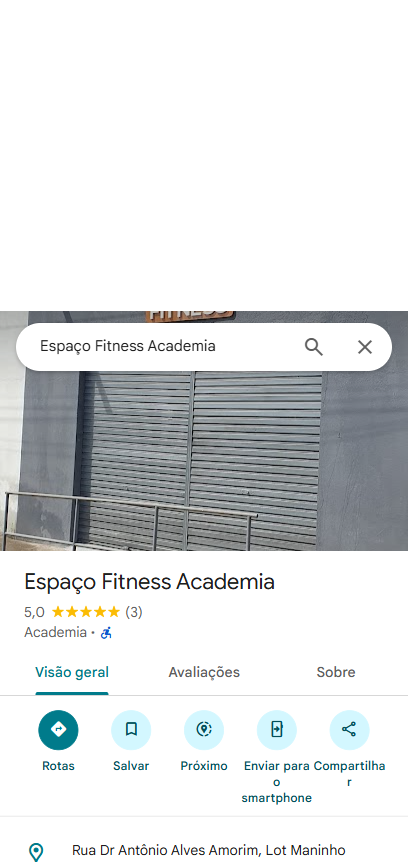 FITNESS
Espaço Fitness Academia
Espaço Fitness Academia
5,0 (3)
Academia •
Visão geral Avaliações Sobre
Rotas Salvar Próximo Enviar para o smartphone Compartilhar
Rua Dr Antônio Alves Amorim, Lot Maninho